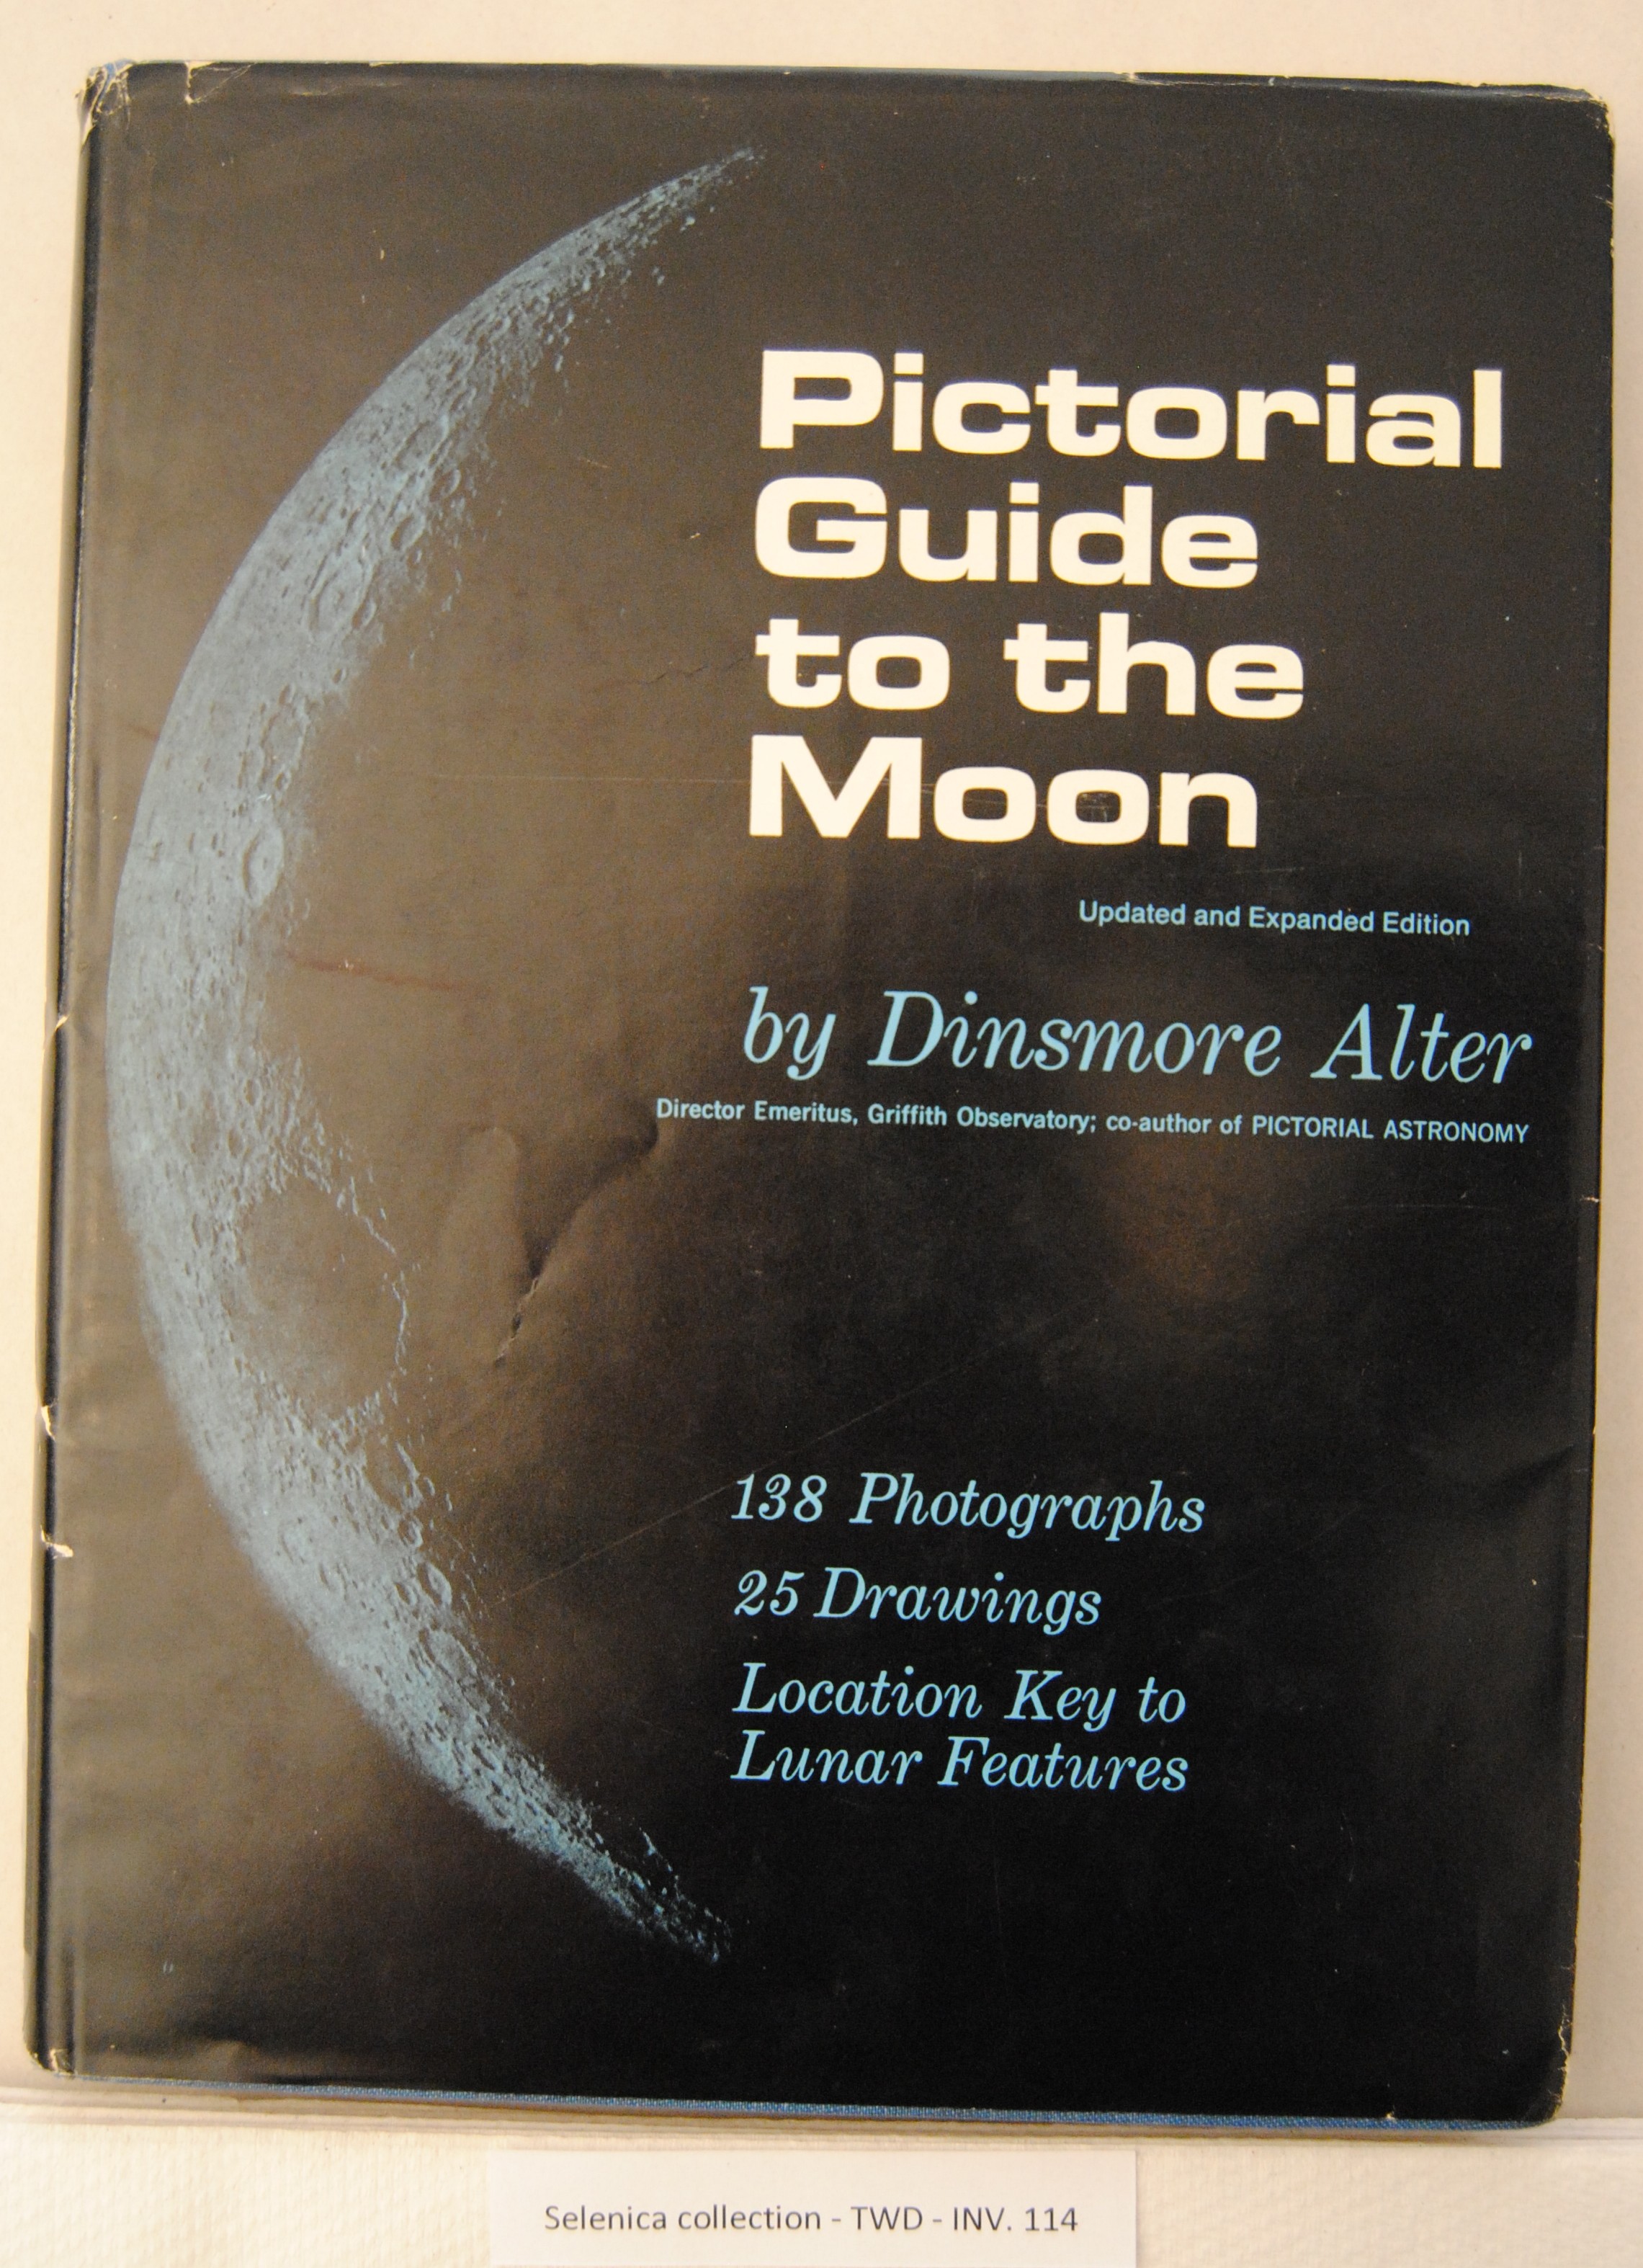 Pictorial
Guide
to the
Moon
Updated and Expanded Edition
by Dinsmore Alter
Director Emeritus, Griffith Observatory; co-author of PICTORIAL ASTRONOMY
138 Photographs
25 Drawings
Location Key to
Lunar Features
Selenica collection - TWD - INV. 114